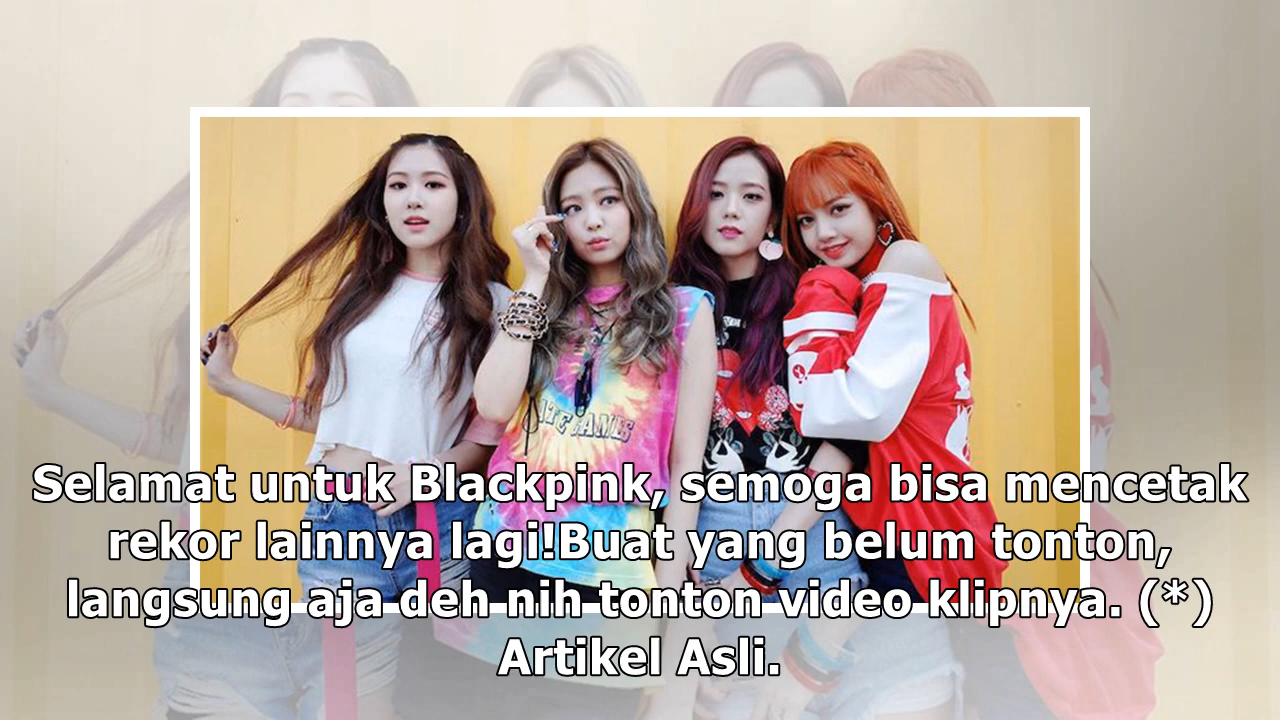 Selamat untuk Blackpink, semoga bisa mencetak
rekor lainnya lagi!Buat yang belum tonton,
langsung aja deh nih tonton video klipnya. (*)
Artikel Asli.